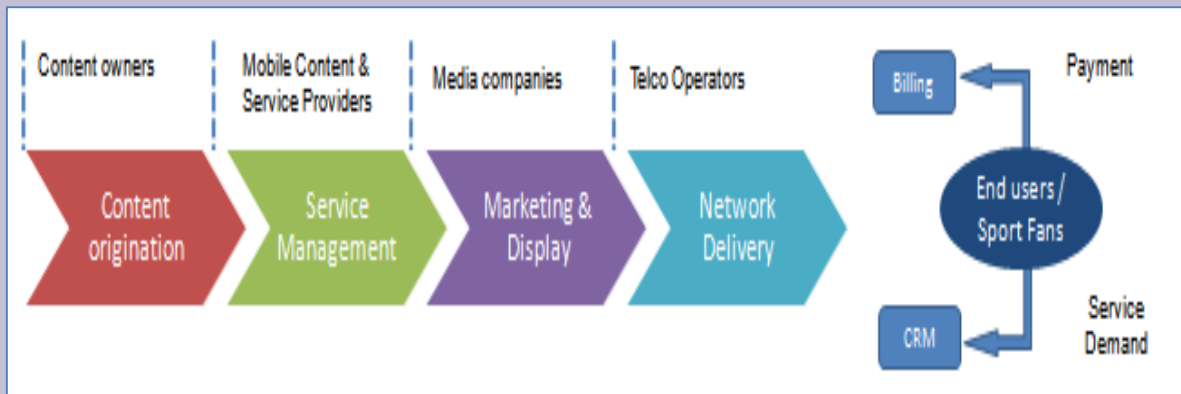 Content owners
Mobile Content &
Service Providers
Media companies
Telco Operators
Content
origination
Service
Management
Marketing &
Display
Network
Delivery
Billing
Payment
End users /
Sport Fans
CRM
Service
Demand